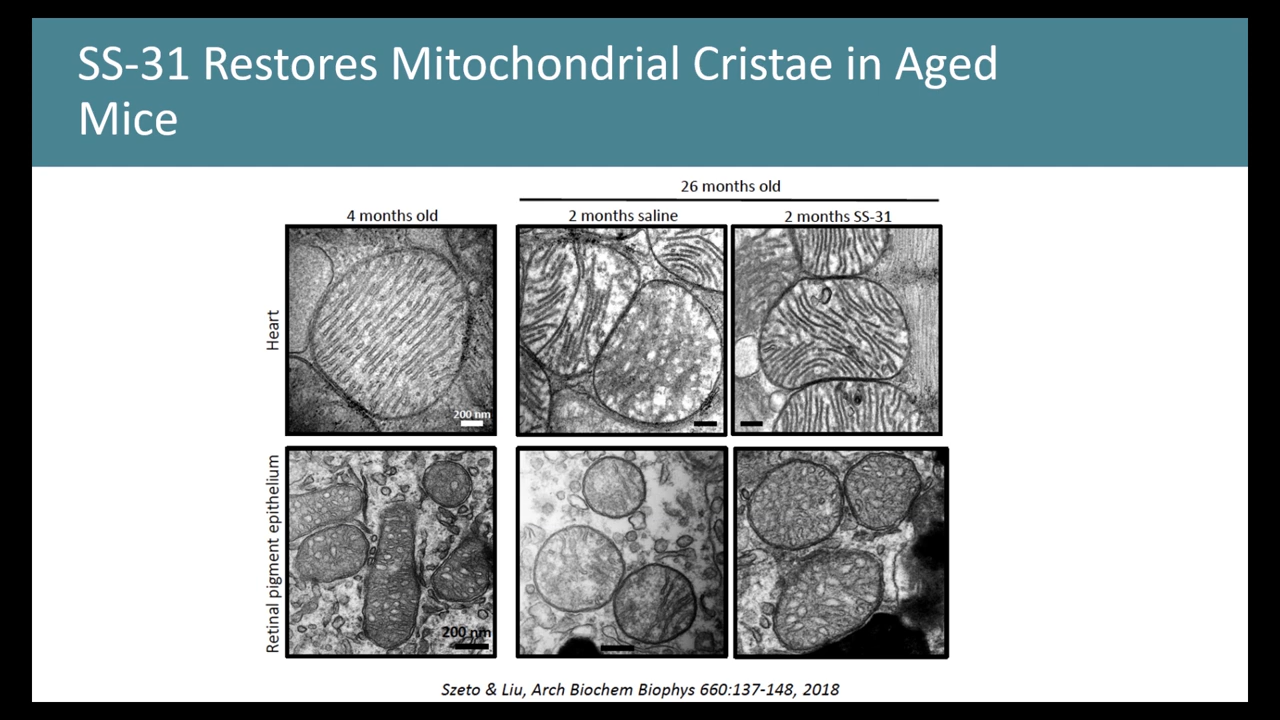 SS-31 Restores Mitochondrial Cristae in Aged
Mice
26 months old
4 months old
2 months saline
2 months SS-31
Heart
200 nm
Retinal pigment epithelium
200 nm
Szeto & Liu, Arch Biochem Biophys 660:137-148, 2018